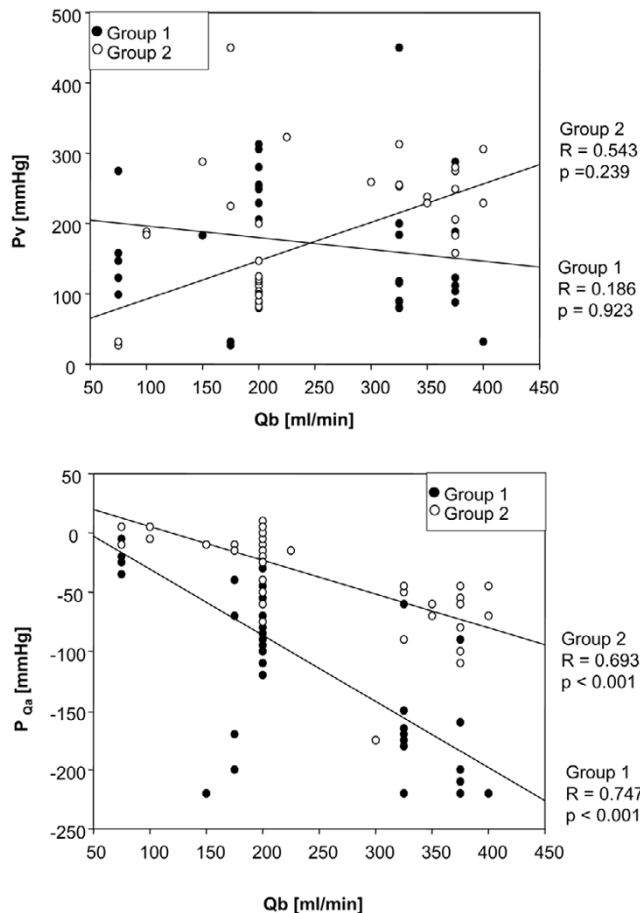 500
Group 1
Group 2
400
300
200
100
0
Pv [mmHg]
50 100 150 200 250 300 350 400 450
Qb [ml/min]
Group 2
R = 0.543
p =0.239
Group 1
R = 0.186
p = 0.923
50
Group 1
Group 2
0
-50
-100
-150
-200
-250
P Qa [mmHg]
50 100 150 200 250 300 350 400 450
Qb [ml/min]
Group 2
R = 0.693
p < 0.001
Group 1
R = 0.747
p < 0.001